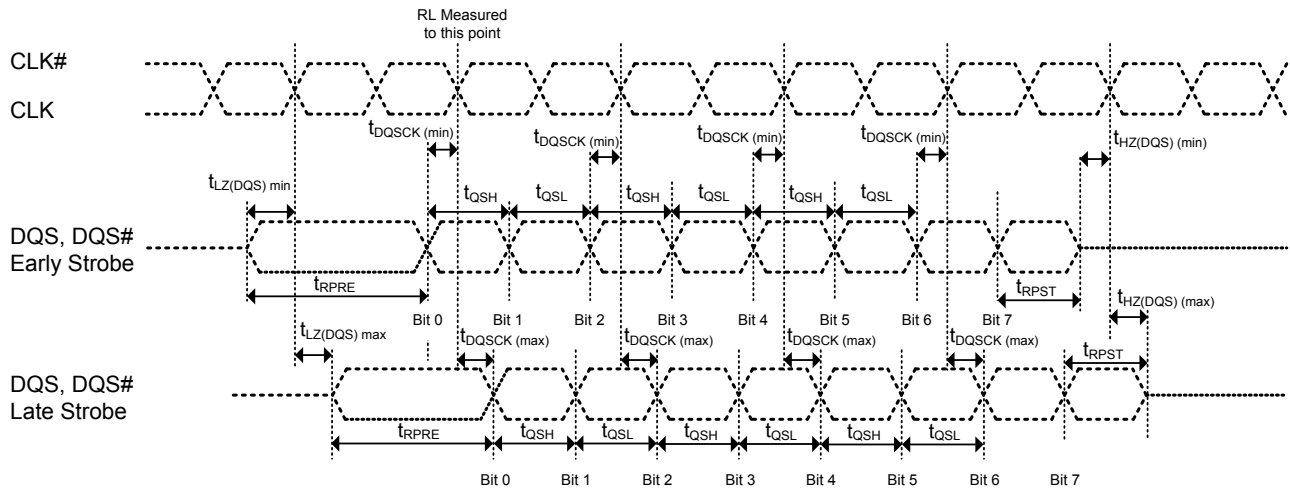 RL Measured
to this point
CLK#
CLK
tDQSCK (min) tDQSCK (min) tDQSCK (min) tDQSCK (min) tHZ(DQS) (min)
tLZ(DQS) min
tQSH tQSL tQSH tQSL tQSH tQSL
DQS, DQS#
Early Strobe
tRPRE tRPST
Bit 0 Bit 1 Bit 2 Bit 3 Bit 4 Bit 5 Bit 6 Bit 7
tHZ(DQS) (max)
tLZ(DQS) max
tDQSCK (max) tDQSCK (max) tDQSCK (max) tDQSCK (max)
tRPST
DQS, DQS#
Late Strobe
tRPRE tQSH tQSL tQSH tQSL tQSH tQSL
Bit 0 Bit 1 Bit 2 Bit 3 Bit 4 Bit 5 Bit 6 Bit 7